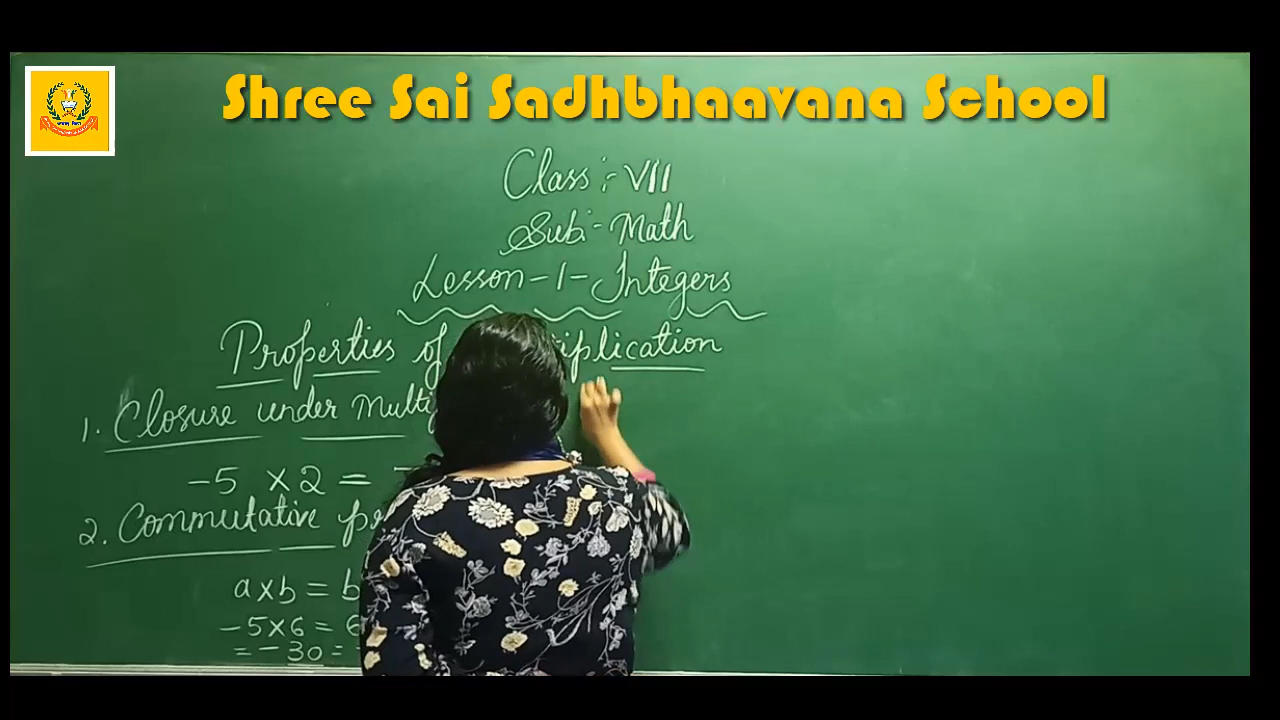 Shree Sai Sadhbhaavana School
Class :- VII
Sub:- Math
Lesson-1- Integers
Properties of iplication
1. Closure under Multi
-5 × 2 = -
2. Commutative p
a×b = b
-5×6 = 6
= -30 =